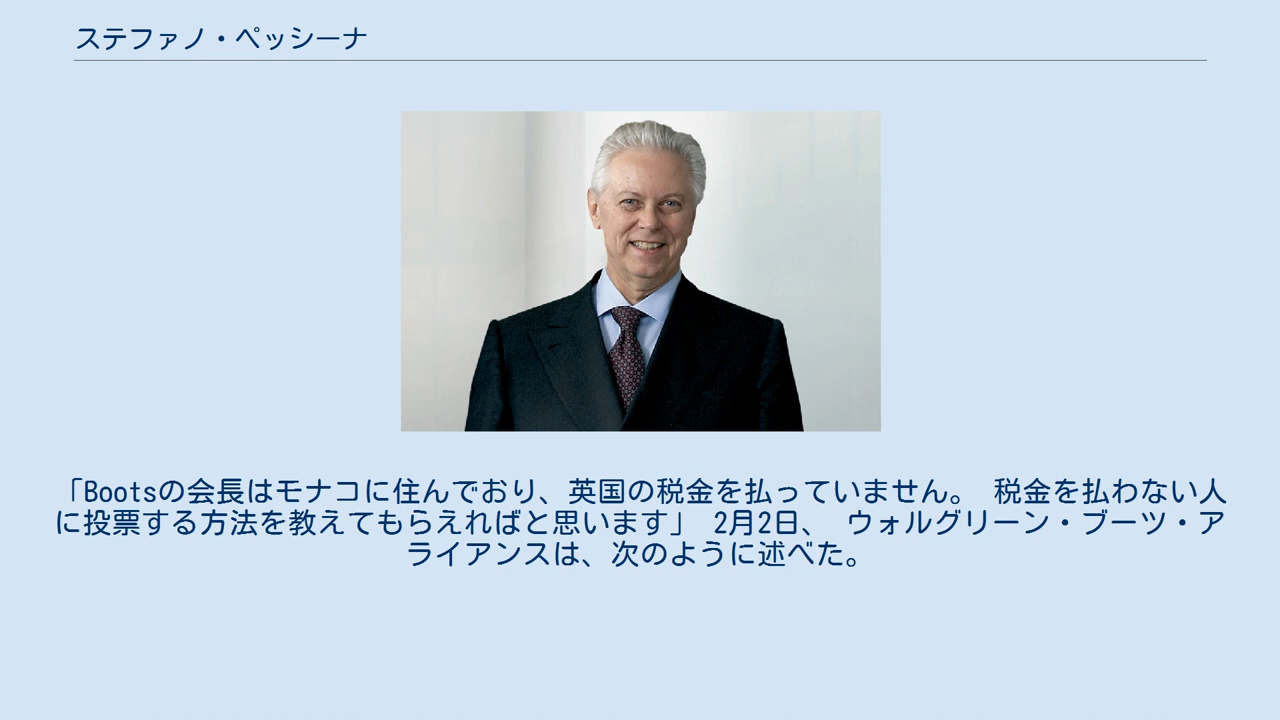 ステファノ・ペッシーナ
「Bootsの会長はモナコに住んでおり、英国の税金を払っていません。 税金を払わない人
に投票する方法を教えてもらえればと思います」 2月2日、 ウォルグリーン・ブーツ・ア
ライアンスは、次のように述べた。